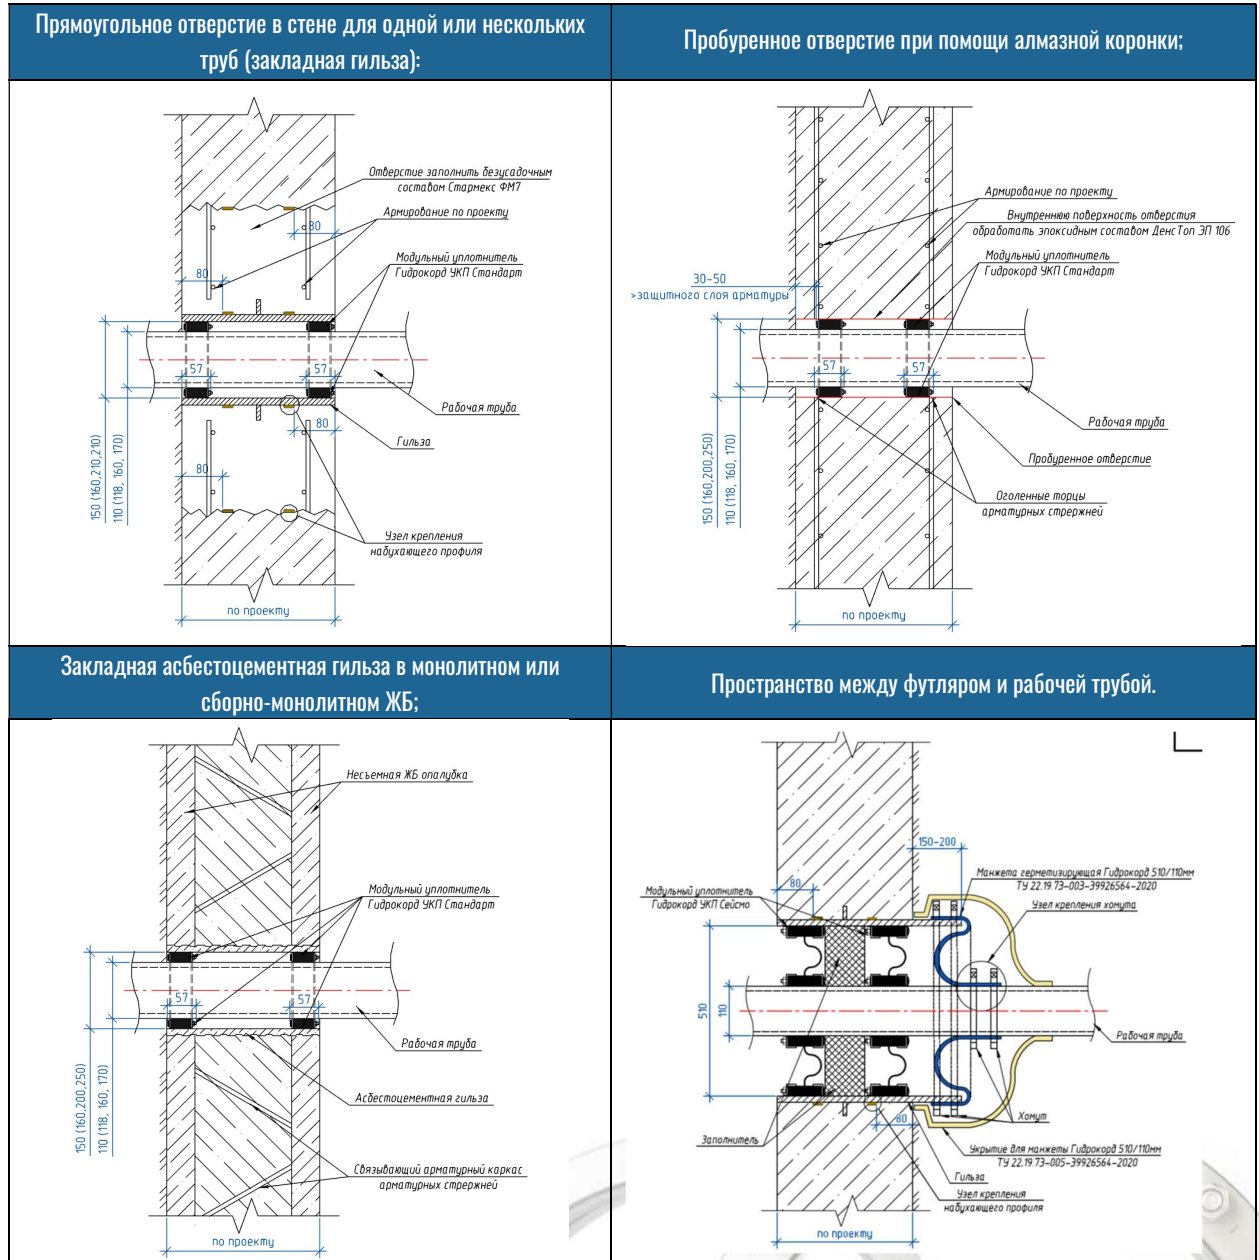 Прямоугольное отверстие в стене для одной или нескольких
труб (закладная гильза):
Отверстие заполнить безусадочным
составом Стармекс ФМ7
Армирование по проекту
80
80
Модульный уплотнитель
Гидрокорд УКП Стандарт
57
57
Рабочая труба
80
Гильза
80
150 (160,210,210)
110 (118, 160, 170)
Узел крепления
набухающего профиля
по проекту
Пробуренное отверстие при помощи алмазной коронки;
Армирование по проекту
Внутреннюю поверхность отверстия
обработать эпоксидным составом ДенсТоп ЭП 106
Модульный уплотнитель
Гидрокорд УКП Стандарт
30-50
>защитного слоя арматуры
57
57
Рабочая труба
Пробуренное отверстие
150 (160,200,250)
110 (118, 160, 170)
Оголенные торцы
арматурных стрержней
по проекту
Закладная асбестоцементная гильза в монолитном или
сборно-монолитном ЖБ;
Несъемная ЖБ опалубка
Модульный уплотнитель
Гидрокорд УКП Стандарт
57
57
Рабочая труба
150 (160,200,250)
110 (118, 160, 170)
Асбестоцементная гильза
Связывающий арматурный каркас
арматурных стрержней
по проекту
Пространство между футляром и рабочей трубой.
150-200
Манжета герметизирующая Гидрокорд 510/110мм
ТУ 22.19.73-003-39926564-2020
80
Модульный уплотнитель
Гидрокорд УКП Сейсмо
Узел крепления хомута
510
110
Рабочая труба
80
Хомут
Заполнитель
Укрытие для манжеты Гидрокорд 510/110мм
ТУ 22.19.73-005-39926564-2020
Гильза
Узел крепления
набухающего профиля
по проекту